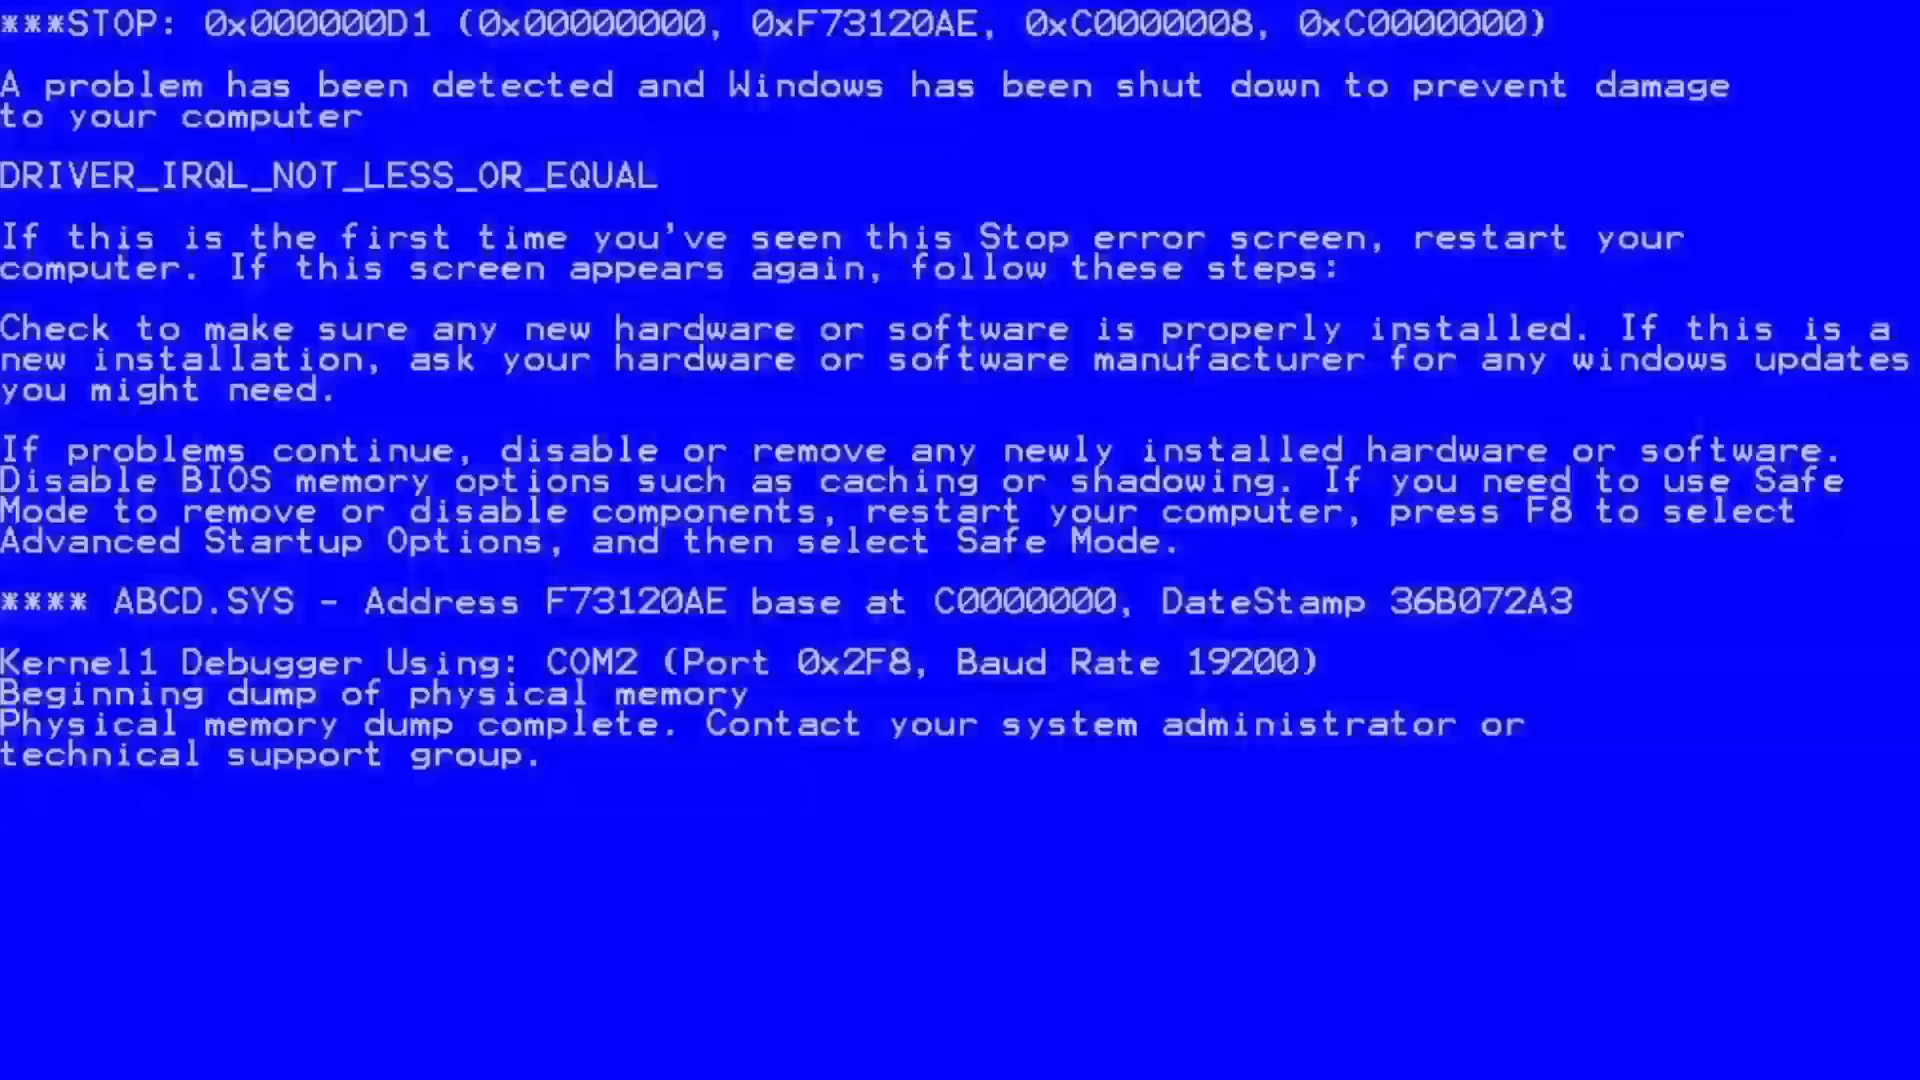 ***STOP: 0x000000D1 (0x00000000, 0xF73120AE, 0xC0000008, 0xC0000000)
A problem has been detected and Windows has been shut down to prevent damage
to your computer
DRIVER_IRQL_NOT_LESS_OR_EQUAL
If this is the first time you've seen this Stop error screen, restart your
computer. If this screen appears again, follow these steps:
Check to make sure any new hardware or software is properly installed. If this is a
new installation, ask your hardware or software manufacturer for any windows updates
you might need.
If problems continue, disable or remove any newly installed hardware or software.
Disable BIOS memory options such as caching or shadowing. If you need to use Safe
Mode to remove or disable components, restart your computer, press F8 to select
Advanced Startup Options, and then select Safe Mode.
**** ABCD.SYS - Address F73120AE base at C0000000, DateStamp 36B072A3
Kernel1 Debugger Using: COM2 (Port 0x2F8, Baud Rate 19200)
Beginning dump of physical memory
Physical memory dump complete. Contact your system administrator or
technical support group.